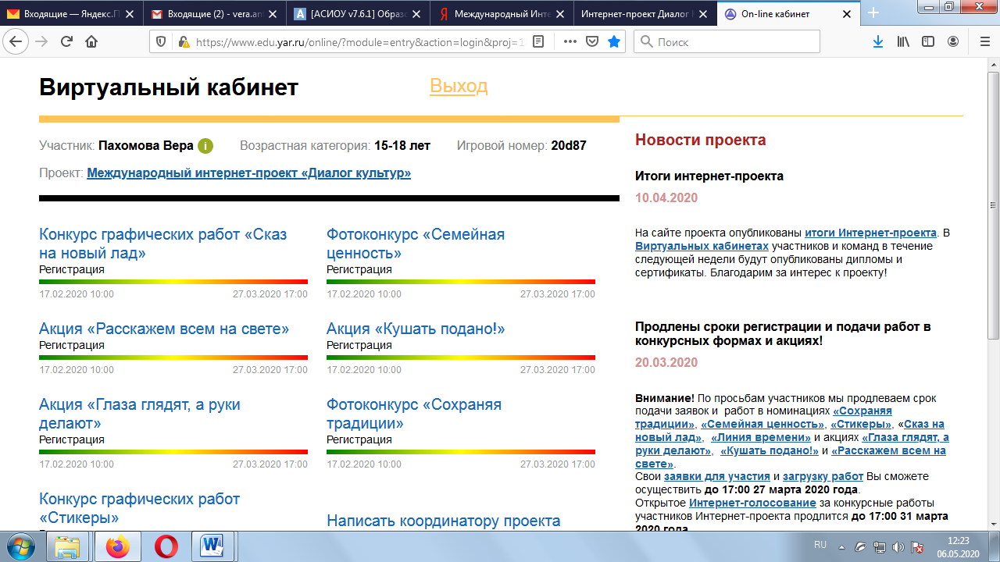 Входящие — Яндекс.П
Входящие (2) - vera.an
[АСИОУ v7.6.1] Образо
Международный Инте
Интернет-проект Диалог К
On-line кабинет
https://www.edu.yar.ru/online/?module=entry&action=login&proj=1
Поиск
Виртуальный кабинет
Выход
Участник: Пахомова Вера
Возрастная категория: 15-18 лет
Игровой номер: 20d87
Проект: Международный интернет-проект «Диалог культур»
Конкурс графических работ «Сказ
на новый лад»
Регистрация
17.02.2020 10:00
27.03.2020 17:00
Фотоконкурс «Семейная
ценность»
Регистрация
17.02.2020 10:00
27.03.2020 17:00
Акция «Расскажем всем на свете»
Регистрация
17.02.2020 10:00
27.03.2020 17:00
Акция «Кушать подано!»
Регистрация
17.02.2020 10:00
27.03.2020 17:00
Акция «Глаза глядят, а руки
делают»
Регистрация
17.02.2020 10:00
27.03.2020 17:00
Фотоконкурс «Сохраняя
традиции»
Регистрация
17.02.2020 10:00
27.03.2020 17:00
Конкурс графических работ
«Стикеры»
Написать координатору проекта
Новости проекта
Итоги интернет-проекта
10.04.2020
На сайте проекта опубликованы итоги Интернет-проекта. В
Виртуальных кабинетах участников и команд в течение
следующей недели будут опубликованы дипломы и
сертификаты. Благодарим за интерес к проекту!
Продлены сроки регистрации и подачи работ в
конкурсных формах и акциях!
20.03.2020
Внимание! По просьбам участников мы продлеваем срок
подачи заявок и работ в номинациях «Сохраняя
традиции», «Семейная ценность», «Стикеры», «Сказ на
новый лад», «Линия времени» и акциях «Глаза глядят, а
руки делают», «Кушать подано!» и «Расскажем всем на
свете».
Свои заявки для участия и загрузку работ Вы сможете
осуществить до 17:00 27 марта 2020 года.
Открытое Интернет-голосование за конкурсные работы
участников Интернет-проекта продлится до 17:00 31 марта
2020 года
RU
12:23
06.05.2020